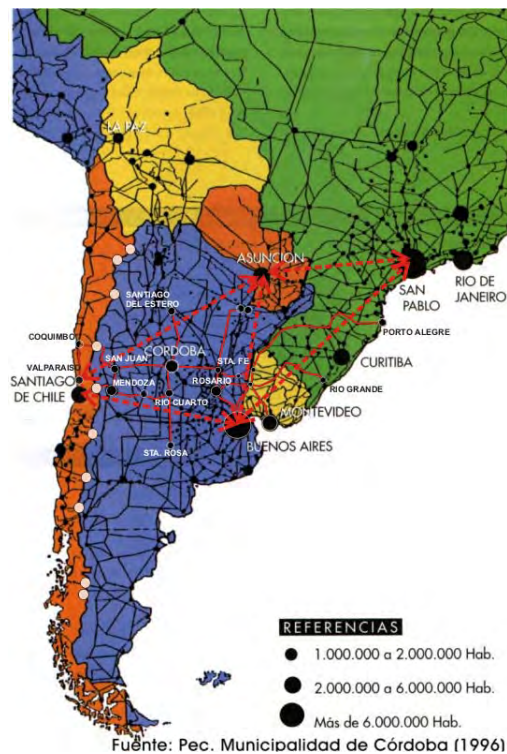 LA PAZ
ASUNCION
SAN
PABLO
RIO DE
JANEIRO
SANTIAGO
DEL ESTERO
COQUIMBO
PORTO ALEGRE
VALPARAISO
SAN JUAN
CORDOBA
STA. FE
CURITIBA
SANTIAGO
DE CHILE
MENDOZA
ROSARIO
RIO CUARTO
RIO GRANDE
MONTEVIDEO
BUENOS AIRES
STA. ROSA
REFERENCIAS
1.000.000 a 2.000.000 Hab.
2.000.000 a 6.000.000 Hab.
Más de 6.000.000 Hab.
Fuente: Pec. Municipalidad de Córdoba (1996)